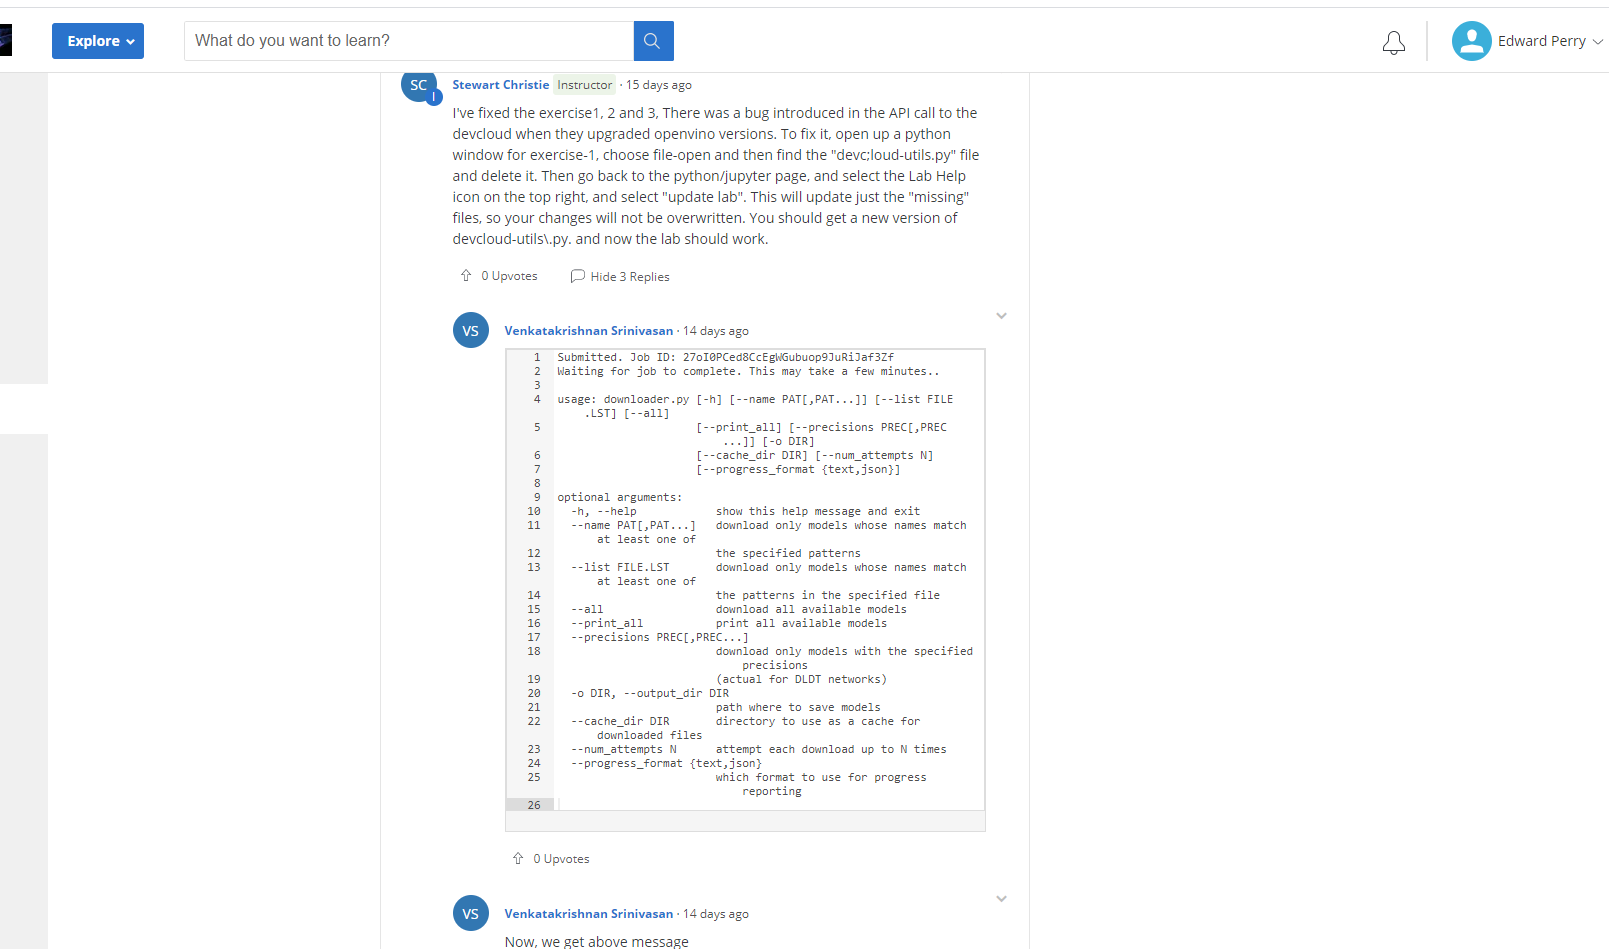 Explore
What do you want to learn?
Edward Perry
SC
I
Stewart Christie Instructor · 15 days ago
I've fixed the exercise1, 2 and 3, There was a bug introduced in the API call to the
devcloud when they upgraded openvino versions. To fix it, open up a python
window for exercise-1, choose file-open and then find the "devc;loud-utils.py" file
and delete it. Then go back to the python/jupyter page, and select the Lab Help
icon on the top right, and select "update lab". This will update just the "missing"
files, so your changes will not be overwritten. You should get a new version of
devcloud-utils\.py. and now the lab should work.
0 Upvotes Hide 3 Replies
VS
Venkatakrishnan Srinivasan · 14 days ago
1 Submitted. Job ID: 27oI0PCed8CcEgWGubuop9JuRiJaf3Zf
2 Waiting for job to complete. This may take a few minutes..
3
4 usage: downloader.py [-h] [--name PAT[,PAT...]] [--list FILE
.LST] [--all]
5 [--print_all] [--precisions PREC[,PREC
...]] [-o DIR]
6 [--cache_dir DIR] [--num_attempts N]
7 [--progress_format {text,json}]
8
9 optional arguments:
10 -h, --help show this help message and exit
11 --name PAT[,PAT...] download only models whose names match
at least one of
12 the specified patterns
13 --list FILE.LST download only models whose names match
at least one of
14 the patterns in the specified file
15 --all download all available models
16 --print_all print all available models
17 --precisions PREC[,PREC...]
18 download only models with the specified
precisions
19 (actual for DLDT networks)
20 -o DIR, --output_dir DIR
21 path where to save models
22 --cache_dir DIR directory to use as a cache for
downloaded files
23 --num_attempts N attempt each download up to N times
24 --progress_format {text,json}
25 which format to use for progress
reporting
26
0 Upvotes
VS
Venkatakrishnan Srinivasan · 14 days ago
Now, we get above message